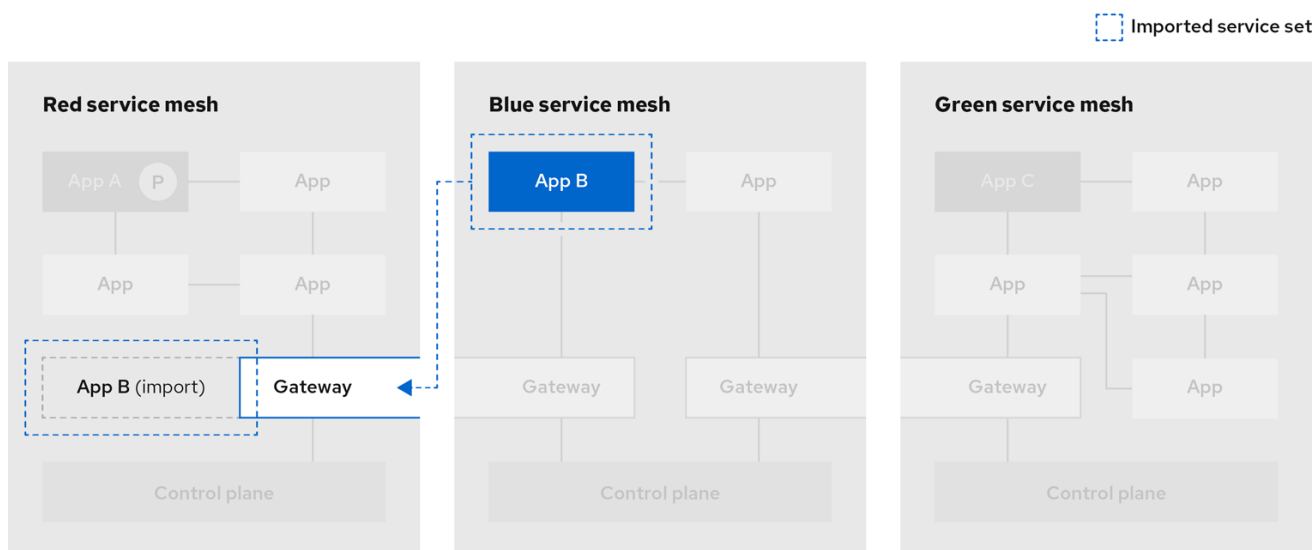 Imported service set
Red service mesh
App A
P
App
App
App
App B (import)
Gateway
Control plane
Blue service mesh
App B
App
Gateway
Gateway
Control plane
Green service mesh
App C
App
App
App
Gateway
App
Control plane